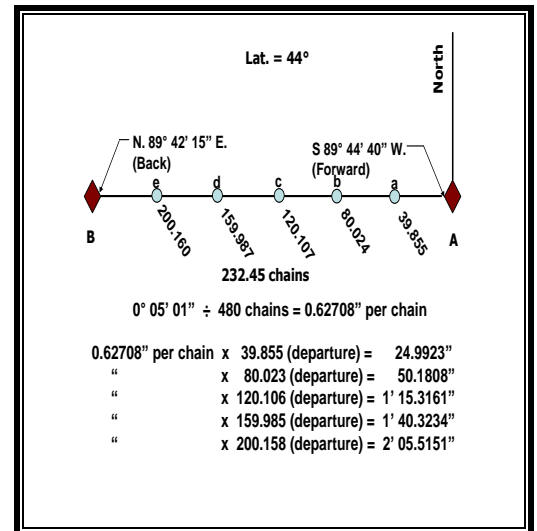 Lat. = 44°
North
N. 89° 42’ 15” E.
(Back)
S 89° 44’ 40” W.
(Forward)
e
d
c
b
a
200.160
159.987
120.107
80.024
39.855
B
A
232.45 chains
0° 05’ 01” ÷ 480 chains = 0.62708” per chain
0.62708” per chain x 39.855 (departure) = 24.9923”
“ x 80.023 (departure) = 50.1808”
“ x 120.106 (departure) = 1’ 15.3161”
“ x 159.985 (departure) = 1’ 40.3234”
“ x 200.158 (departure) = 2’ 05.5151”